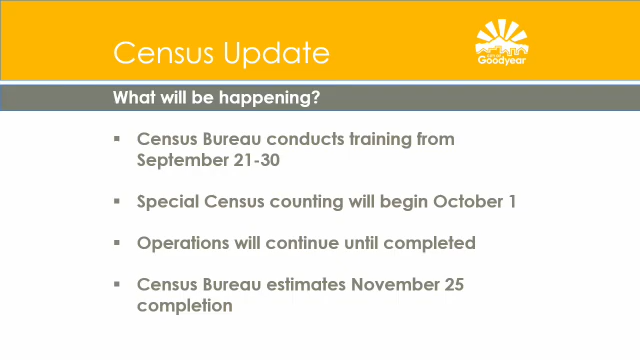 Census Update
Goodyear
What will be happening?
▪ Census Bureau conducts training from
September 21-30
▪ Special Census counting will begin October 1
▪ Operations will continue until completed
▪ Census Bureau estimates November 25
completion